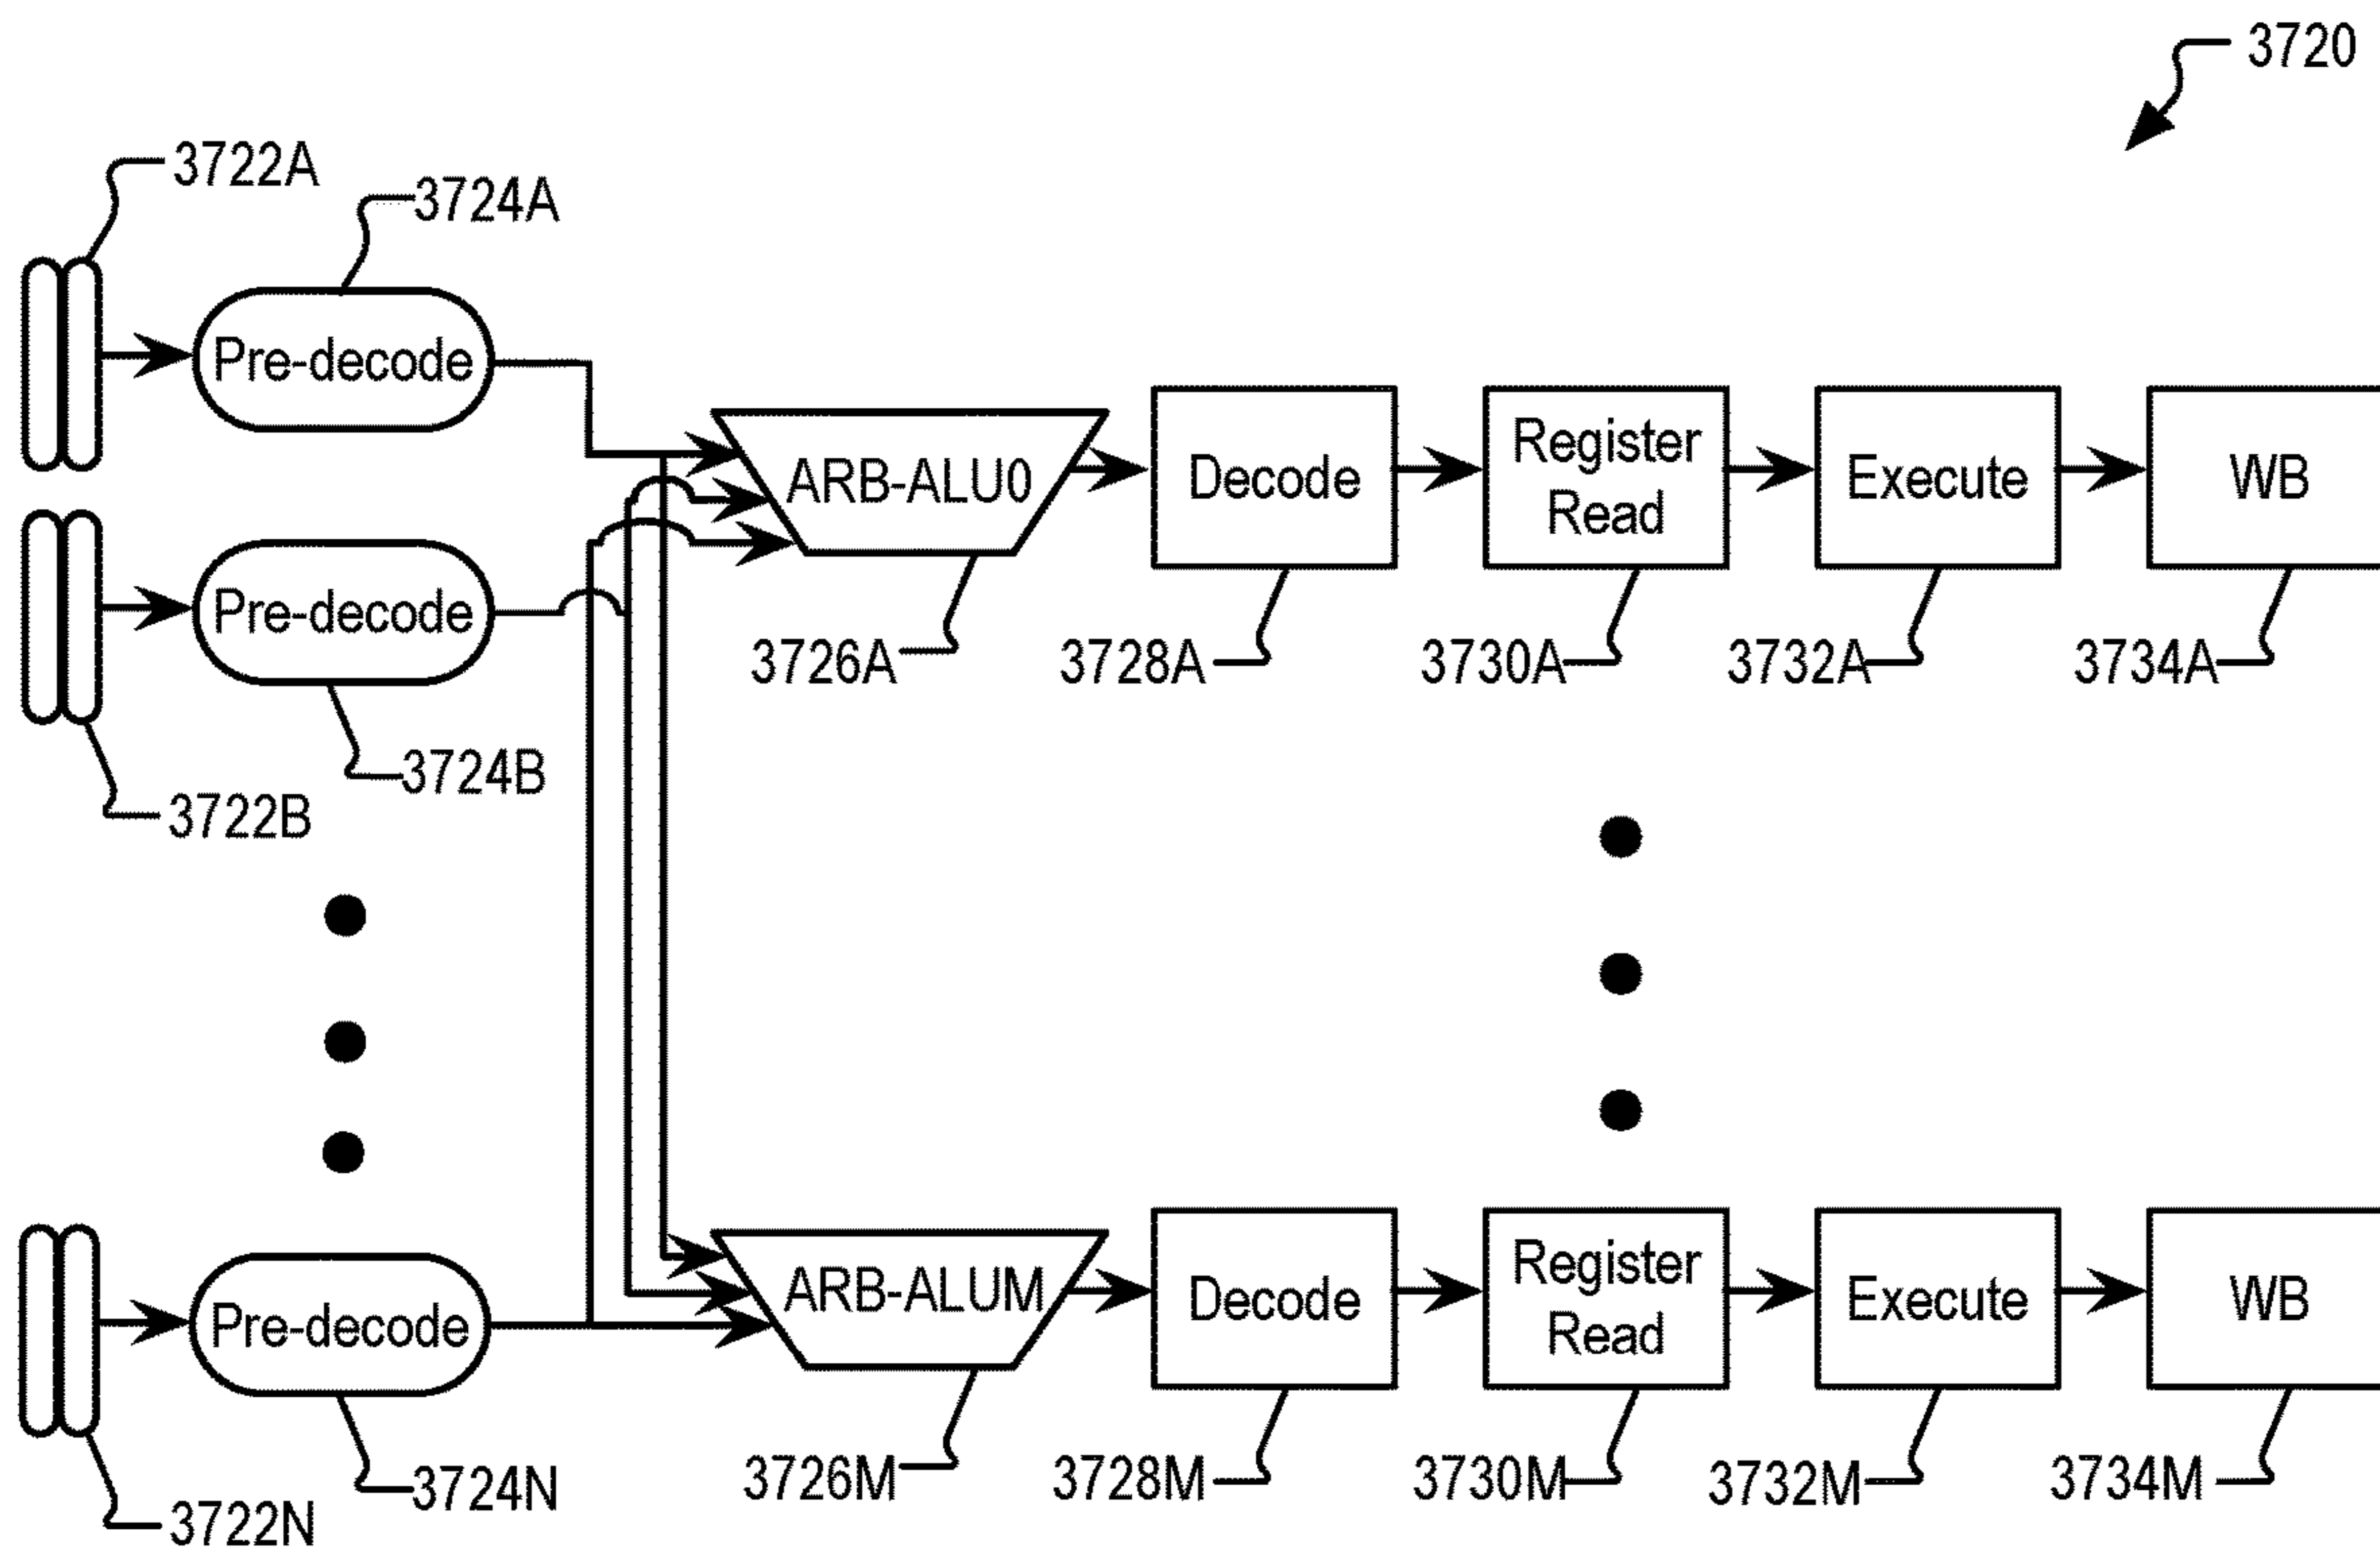 3720
3722A
3724A
Pre-decode
ARB-ALU0
Decode
Register
Read
Execute
WB
Pre-decode
3726A
3728A
3730A
3732A
3734A
3724B
3722B
Pre-decode
ARB-ALUM
Decode
Register
Read
Execute
WB
3726M
3728M
3730M
3732M
3734M
3724N
3722N